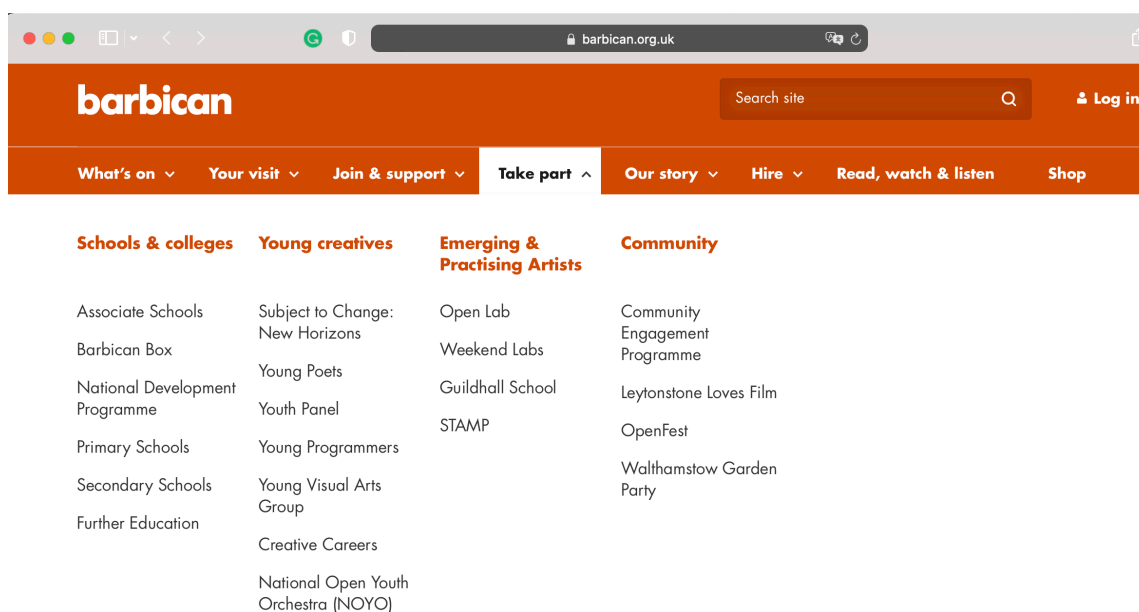 barbican.org.uk
barbican
Search site
Log in
What's on
Your visit
Join & support
Take part
Our story
Hire
Read, watch & listen
Shop
Schools & colleges
Associate Schools
Barbican Box
National Development
Programme
Primary Schools
Secondary Schools
Further Education
Young creatives
Subject to Change:
New Horizons
Young Poets
Youth Panel
Young Programmers
Young Visual Arts
Group
Creative Careers
National Open Youth
Orchestra (NOYO)
Emerging &
Practising Artists
Open Lab
Weekend Labs
Guildhall School
STAMP
Community
Community
Engagement
Programme
Leytonstone Loves Film
OpenFest
Walthamstow Garden
Party